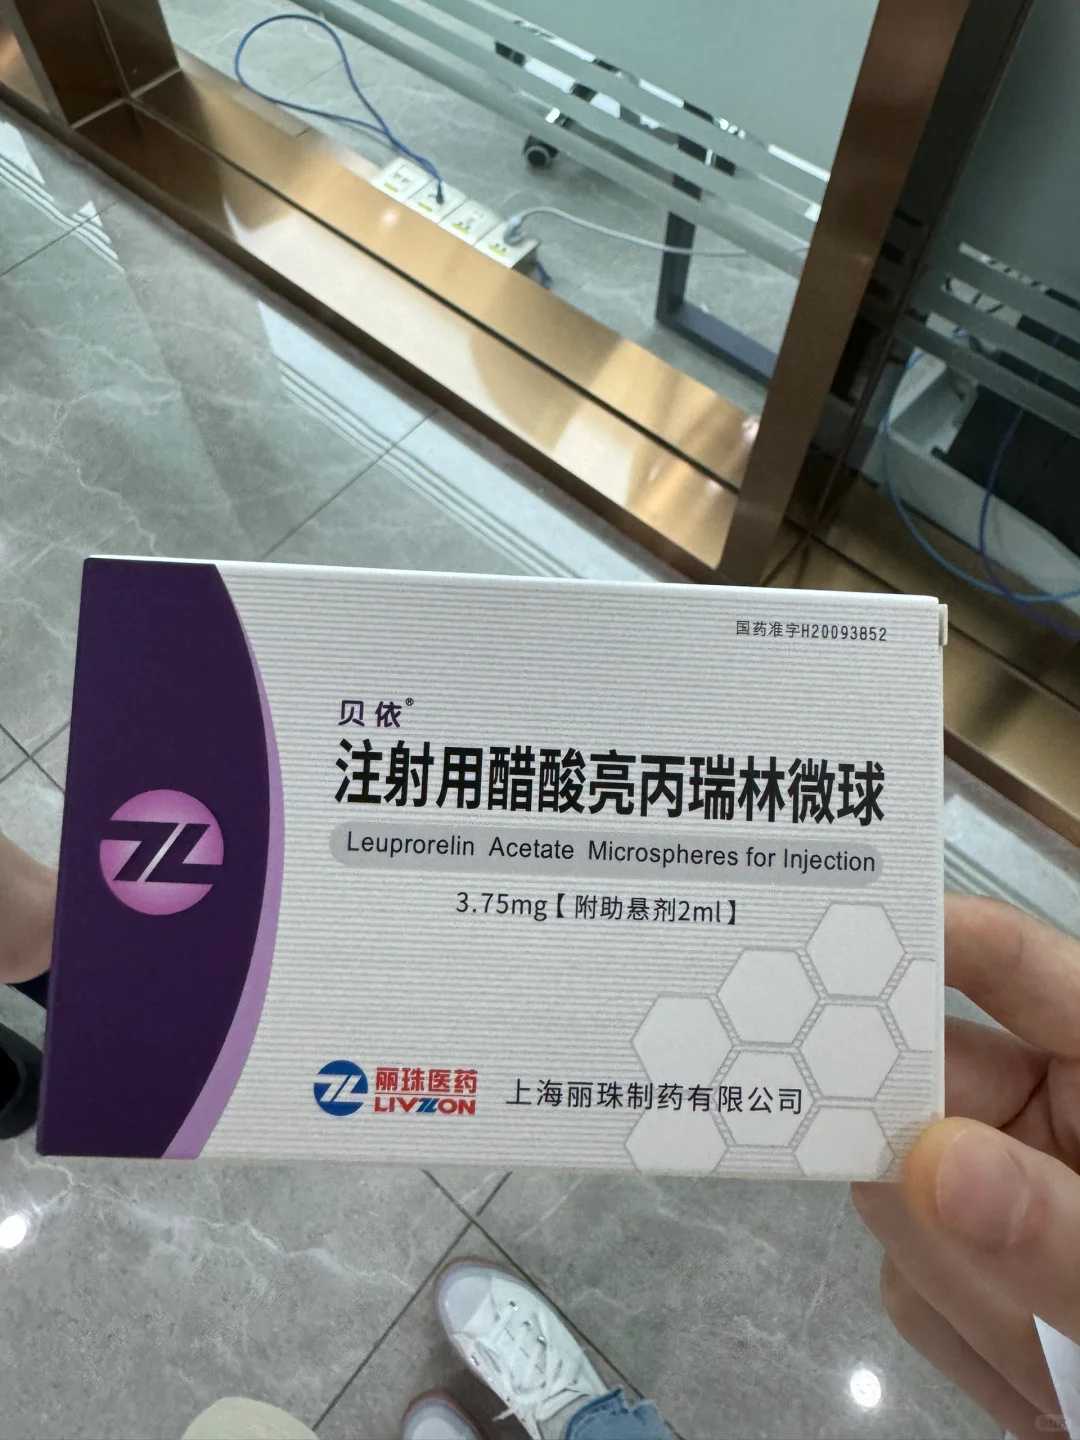 国药准字H20093852
贝依®
注射用醋酸亮丙瑞林微球
Leuprorelin Acetate Microspheres for Injection
3.75mg【附助悬剂2ml】
丽珠医药
LIVZON
上海丽珠制药有限公司